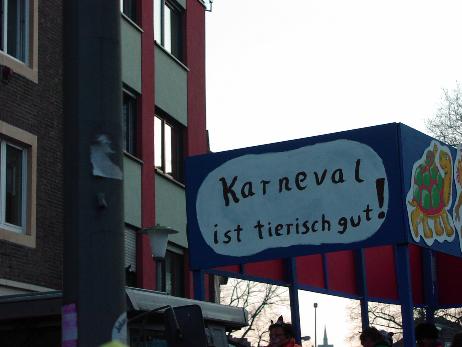 Karneval
ist tierisch gut!